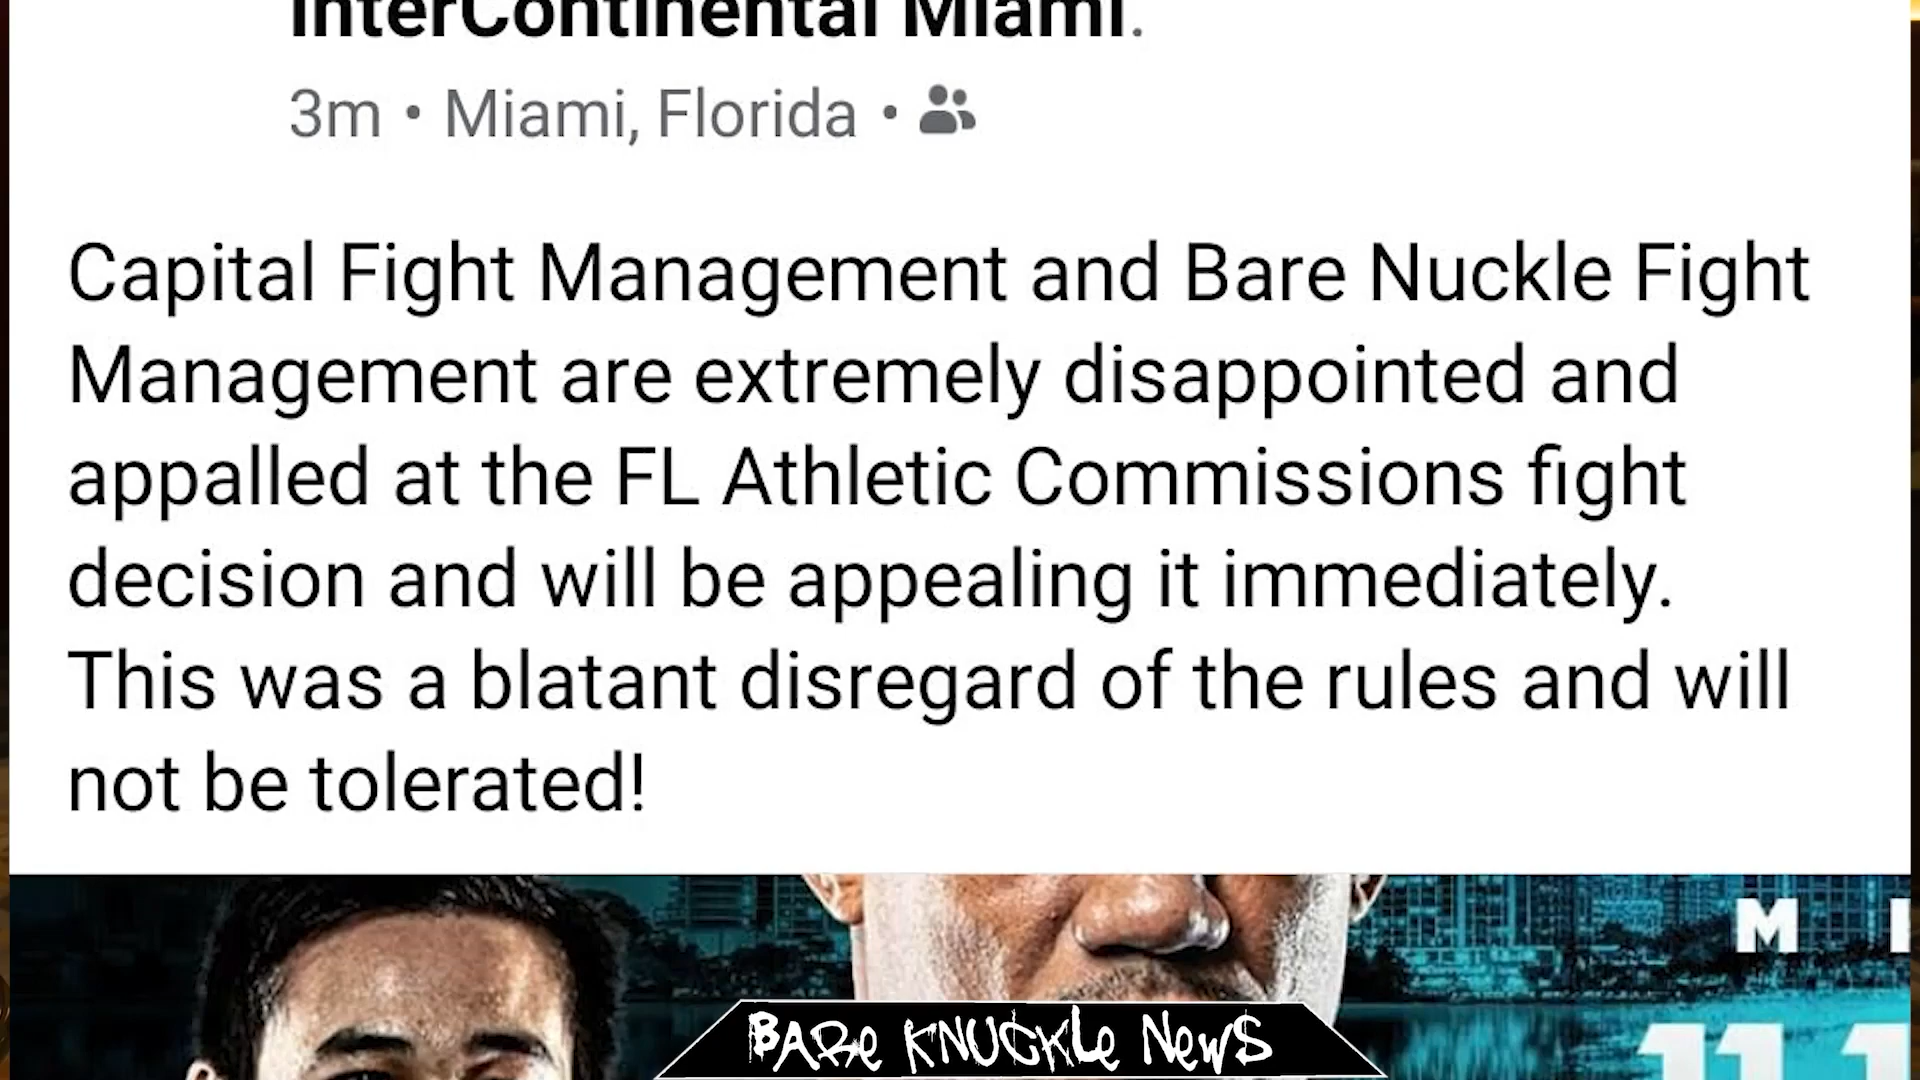 InterContinental Miami.
3m • Miami, Florida •
Capital Fight Management and Bare Nuckle Fight
Management are extremely disappointed and
appalled at the FL Athletic Commissions fight
decision and will be appealing it immediately.
This was a blatant disregard of the rules and will
not be tolerated!
M
11.1
BARE KNUCKLE NEWS